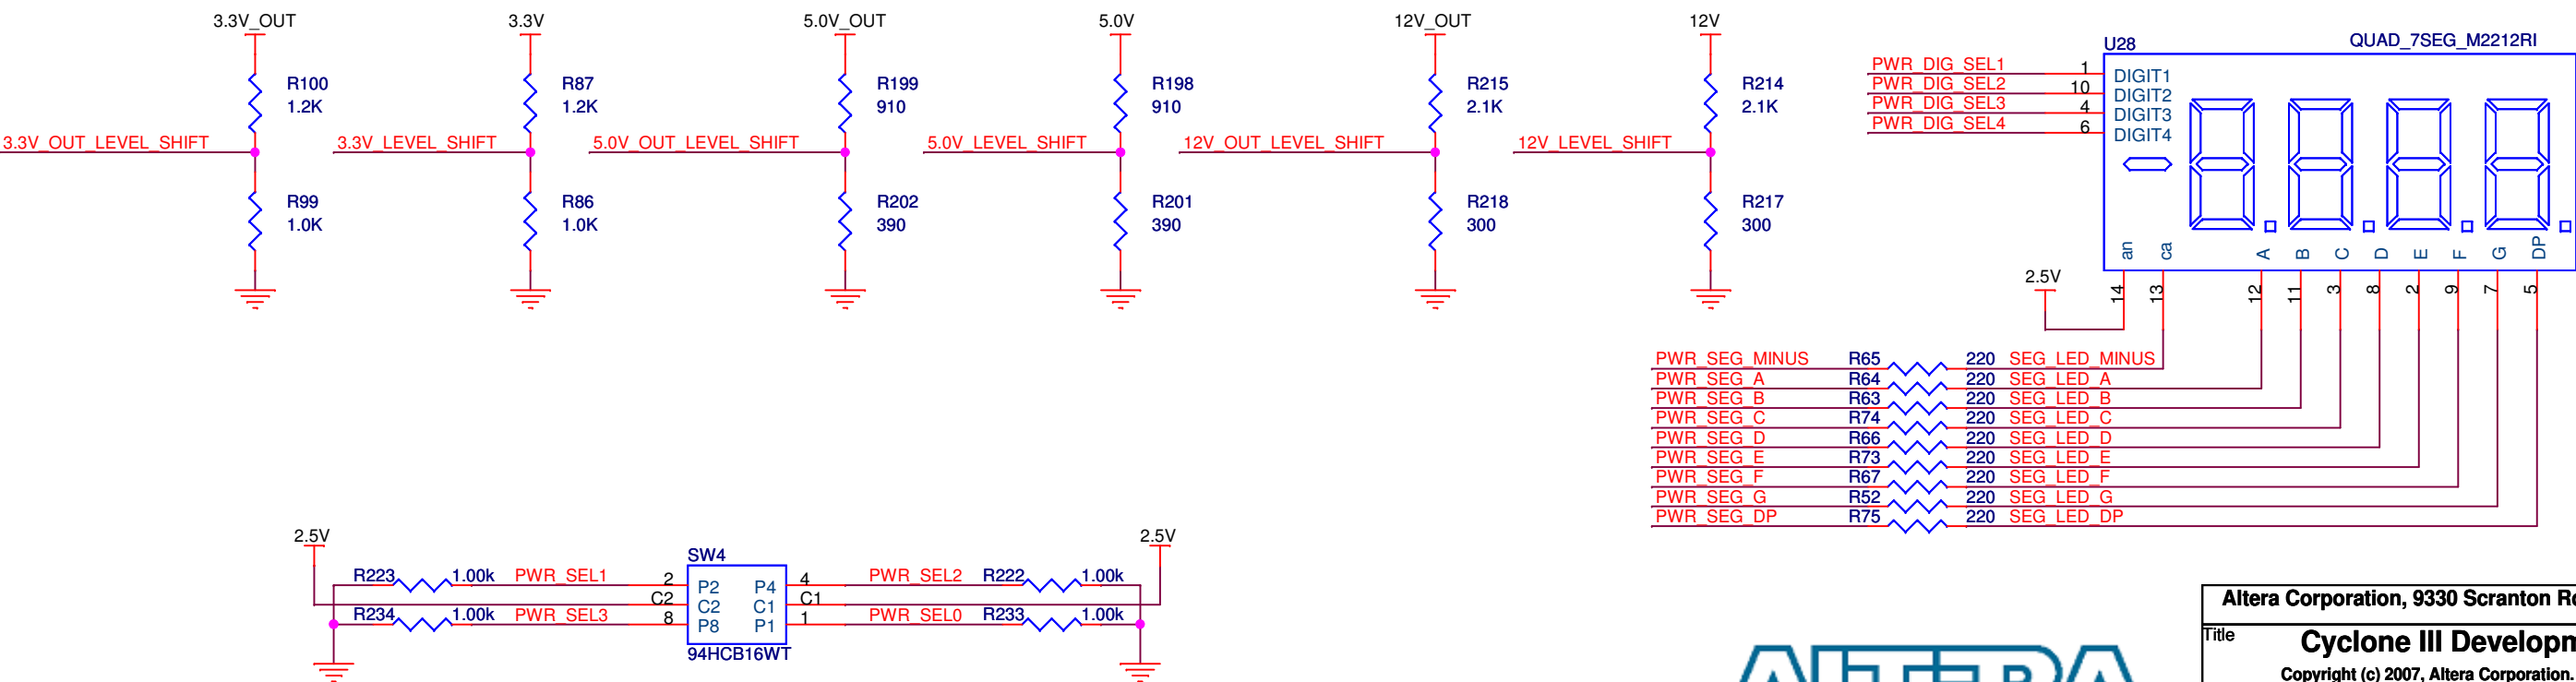 3.3V_OUT
3.3V
5.0V_OUT
5.0V
12V_OUT
12V
R100
1.2K
R87
1.2K
R199
910
R198
910
R215
2.1K
R214
2.1K
3.3V_OUT_LEVEL_SHIFT
3.3V_LEVEL_SHIFT
5.0V_OUT_LEVEL_SHIFT
5.0V_LEVEL_SHIFT
12V_OUT_LEVEL_SHIFT
12V_LEVEL_SHIFT
R99
1.0K
R86
1.0K
R202
390
R201
390
R218
300
R217
300
U28
QUAD_7SEG_M2212RI
PWR_DIG_SEL1 1 DIGIT1
PWR_DIG_SEL2 10 DIGIT2
PWR_DIG_SEL3 4 DIGIT3
PWR_DIG_SEL4 6 DIGIT4
an ca A B C D E F G DP
2.5V
14 13 12 11 3 8 2 9 7 5
PWR_SEG_MINUS R65 220 SEG_LED_MINUS
PWR_SEG_A R64 220 SEG_LED_A
PWR_SEG_B R63 220 SEG_LED_B
PWR_SEG_C R74 220 SEG_LED_C
PWR_SEG_D R66 220 SEG_LED_D
PWR_SEG_E R73 220 SEG_LED_E
PWR_SEG_F R67 220 SEG_LED_F
PWR_SEG_G R52 220 SEG_LED_G
PWR_SEG_DP R75 220 SEG_LED_DP
2.5V
2.5V
SW4
R223 1.00k PWR_SEL1 2 P2 P4 4 PWR_SEL2 R222 1.00k
C2 C2 C1 C1
R234 1.00k PWR_SEL3 8 P8 P1 1 PWR_SEL0 R233 1.00k
94HCB16WT
ALTERA
Altera Corporation, 9330 Scranton
Title
Cyclone III Developm
Copyright (c) 2007, Altera Corporation.